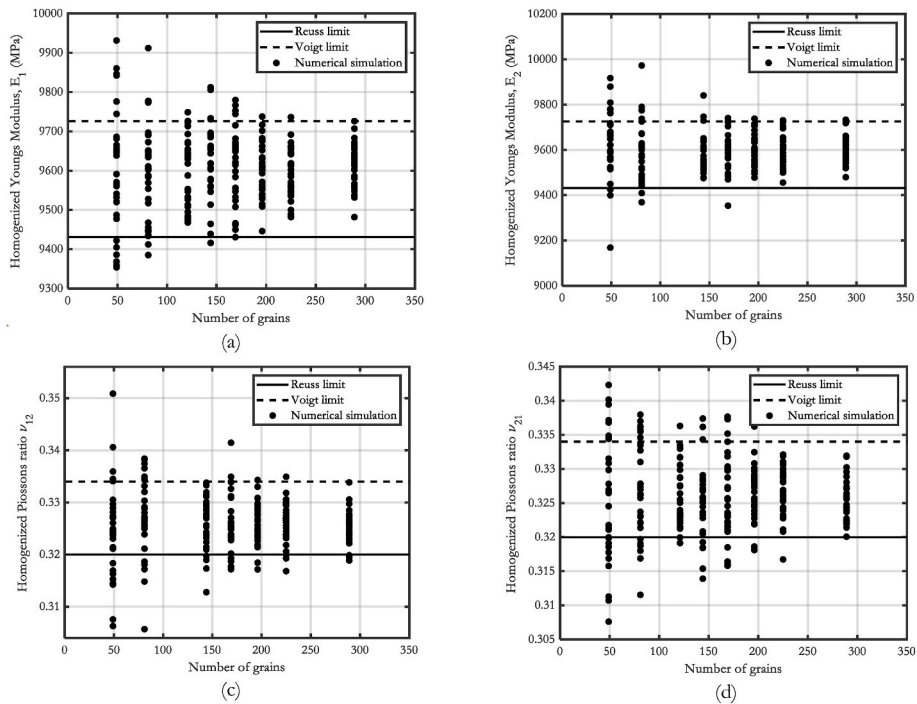 10000
9900
9800
9700
9600
9500
9400
9300
0 50 100 150 200 250 300 350
Homogenized Youngs Modulus, E1 (MPa)
Number of grains
Reuss limit
Voigt limit
Numerical simulation
(a)
10200
10000
9800
9600
9400
9200
9000
0 50 100 150 200 250 300 350
Homogenized Youngs Modulus, E2 (MPa)
Number of grains
Reuss limit
Voigt limit
Numerical simulation
(b)
0.35
0.34
0.33
0.32
0.31
0 50 100 150 200 250 300 350
Homogenized Piossons ratio ν12
Number of grains
Reuss limit
Voigt limit
Numerical simulation
(c)
0.345
0.34
0.335
0.33
0.325
0.32
0.315
0.31
0.305
0 50 100 150 200 250 300 350
Homogenized Piossons ratio ν21
Number of grains
Reuss limit
Voigt limit
Numerical simulation
(d)